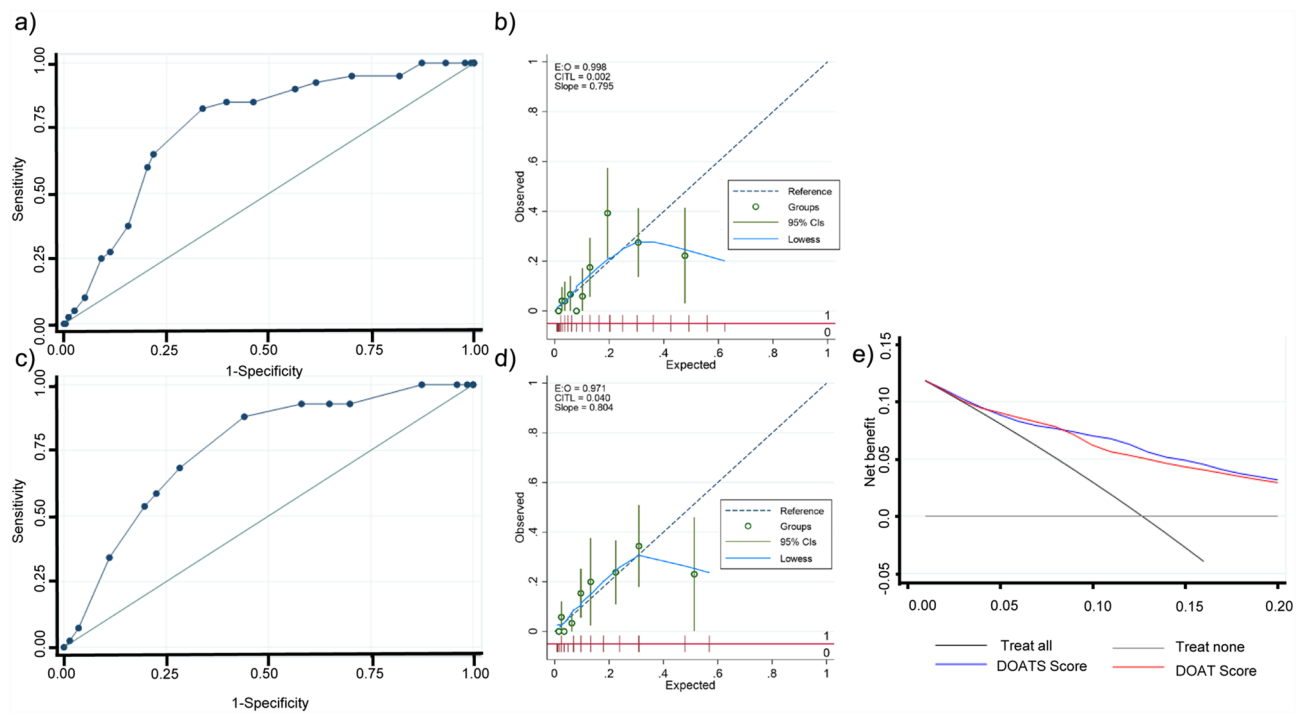 a)
1.00
0.75
0.50
0.25
0.00
Sensitivity
0.00 0.25 0.50 0.75 1.00
1-Specificity
b)
E:O = 0.998
CITL = 0.002
Slope = 0.795
1
.8
.6
.4
.2
0
Observed
Reference
Groups
95% CIs
Lowess
1
0
0 .2 .4 .6 .8 1
Expected
c)
1.00
0.75
0.50
0.25
0.00
Sensitivity
0.00 0.25 0.50 0.75 1.00
1-Specificity
d)
E:O = 0.971
CITL = 0.040
Slope = 0.804
1
.8
.6
.4
.2
0
Observed
Reference
Groups
95% CIs
Lowess
1
0
0 .2 .4 .6 .8 1
Expected
e)
0.15
0.10
0.05
0.0
-0.05
Net benefit
0.00 0.05 0.10 0.15 0.20
Treat all Treat none
DOATS Score DOAT Score